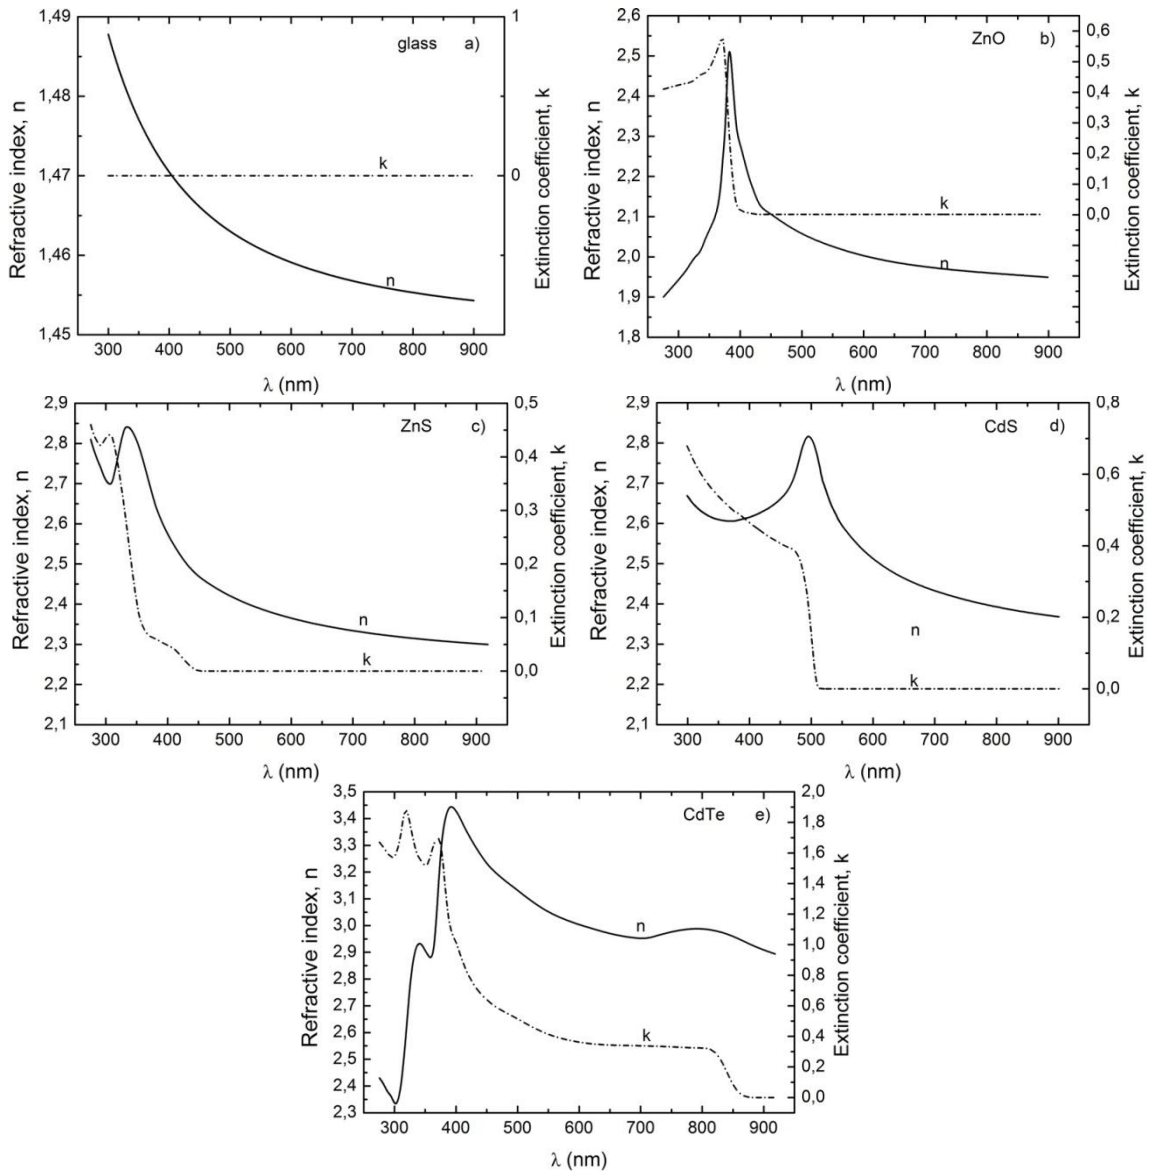 glass a)
Refractive index, n
1,49
1,48
1,47
1,46
1,45
300 400 500 600 700 800 900
λ (nm)
1
0
Extinction coefficient, k
k
n
ZnO b)
Refractive index, n
2,6
2,5
2,4
2,3
2,2
2,1
2,0
1,9
1,8
300 400 500 600 700 800 900
λ (nm)
0,6
0,5
0,4
0,3
0,2
0,1
0,0
Extinction coefficient, k
k
n
ZnS c)
Refractive index, n
2,9
2,8
2,7
2,6
2,5
2,4
2,3
2,2
2,1
300 400 500 600 700 800 900
λ (nm)
0,5
0,4
0,3
0,2
0,1
0,0
Extinction coefficient, k
n
k
CdS d)
Refractive index, n
2,9
2,8
2,7
2,6
2,5
2,4
2,3
2,2
2,1
300 400 500 600 700 800 900
λ (nm)
0,8
0,6
0,4
0,2
0,0
Extinction coefficient, k
n
k
CdTe e)
Refractive index, n
3,5
3,4
3,3
3,2
3,1
3,0
2,9
2,8
2,7
2,6
2,5
2,4
2,3
300 400 500 600 700 800 900
λ (nm)
2,0
1,8
1,6
1,4
1,2
1,0
0,8
0,6
0,4
0,2
0,0
Extinction coefficient, k
n
k